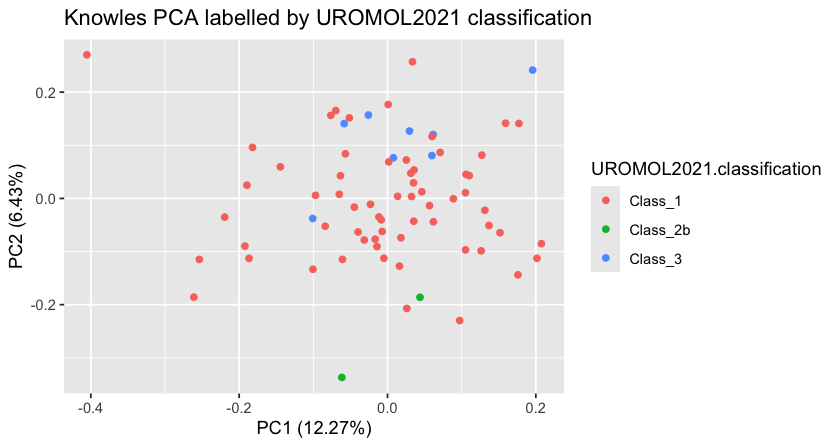 Knowles PCA labelled by UROMOL2021 classification
0.2
0.0
-0.2
PC2 (6.43%)
-0.4
-0.2
0.0
0.2
PC1 (12.27%)
UROMOL2021.classification
Class_1
Class_2b
Class_3